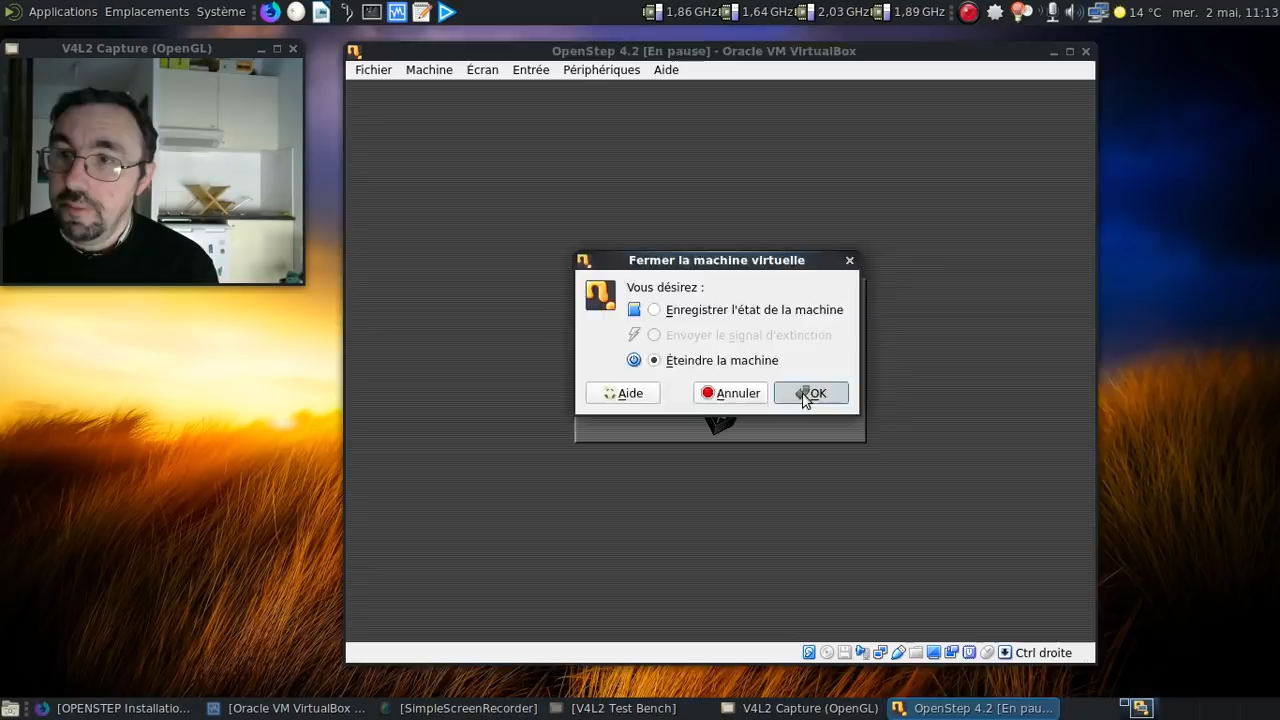 Applications Emplacements Système
1,86 GHz 1,64 GHz 2,03 GHz 1,89 GHz 14 °C mer. 2 mai, 11:13
V4L2 Capture (OpenGL)
OpenStep 4.2 [En pause] - Oracle VM VirtualBox
Fichier Machine Écran Entrée Périphériques Aide
Fermer la machine virtuelle
Vous désirez :
Enregistrer l'état de la machine
Envoyer le signal d'extinction
Éteindre la machine
Aide Annuler OK
Ctrl droite
[OPENSTEP Installatio... [Oracle VM VirtualBox ... [SimpleScreenRecorder] [V4L2 Test Bench] V4L2 Capture (OpenGL) OpenStep 4.2 [En pau...